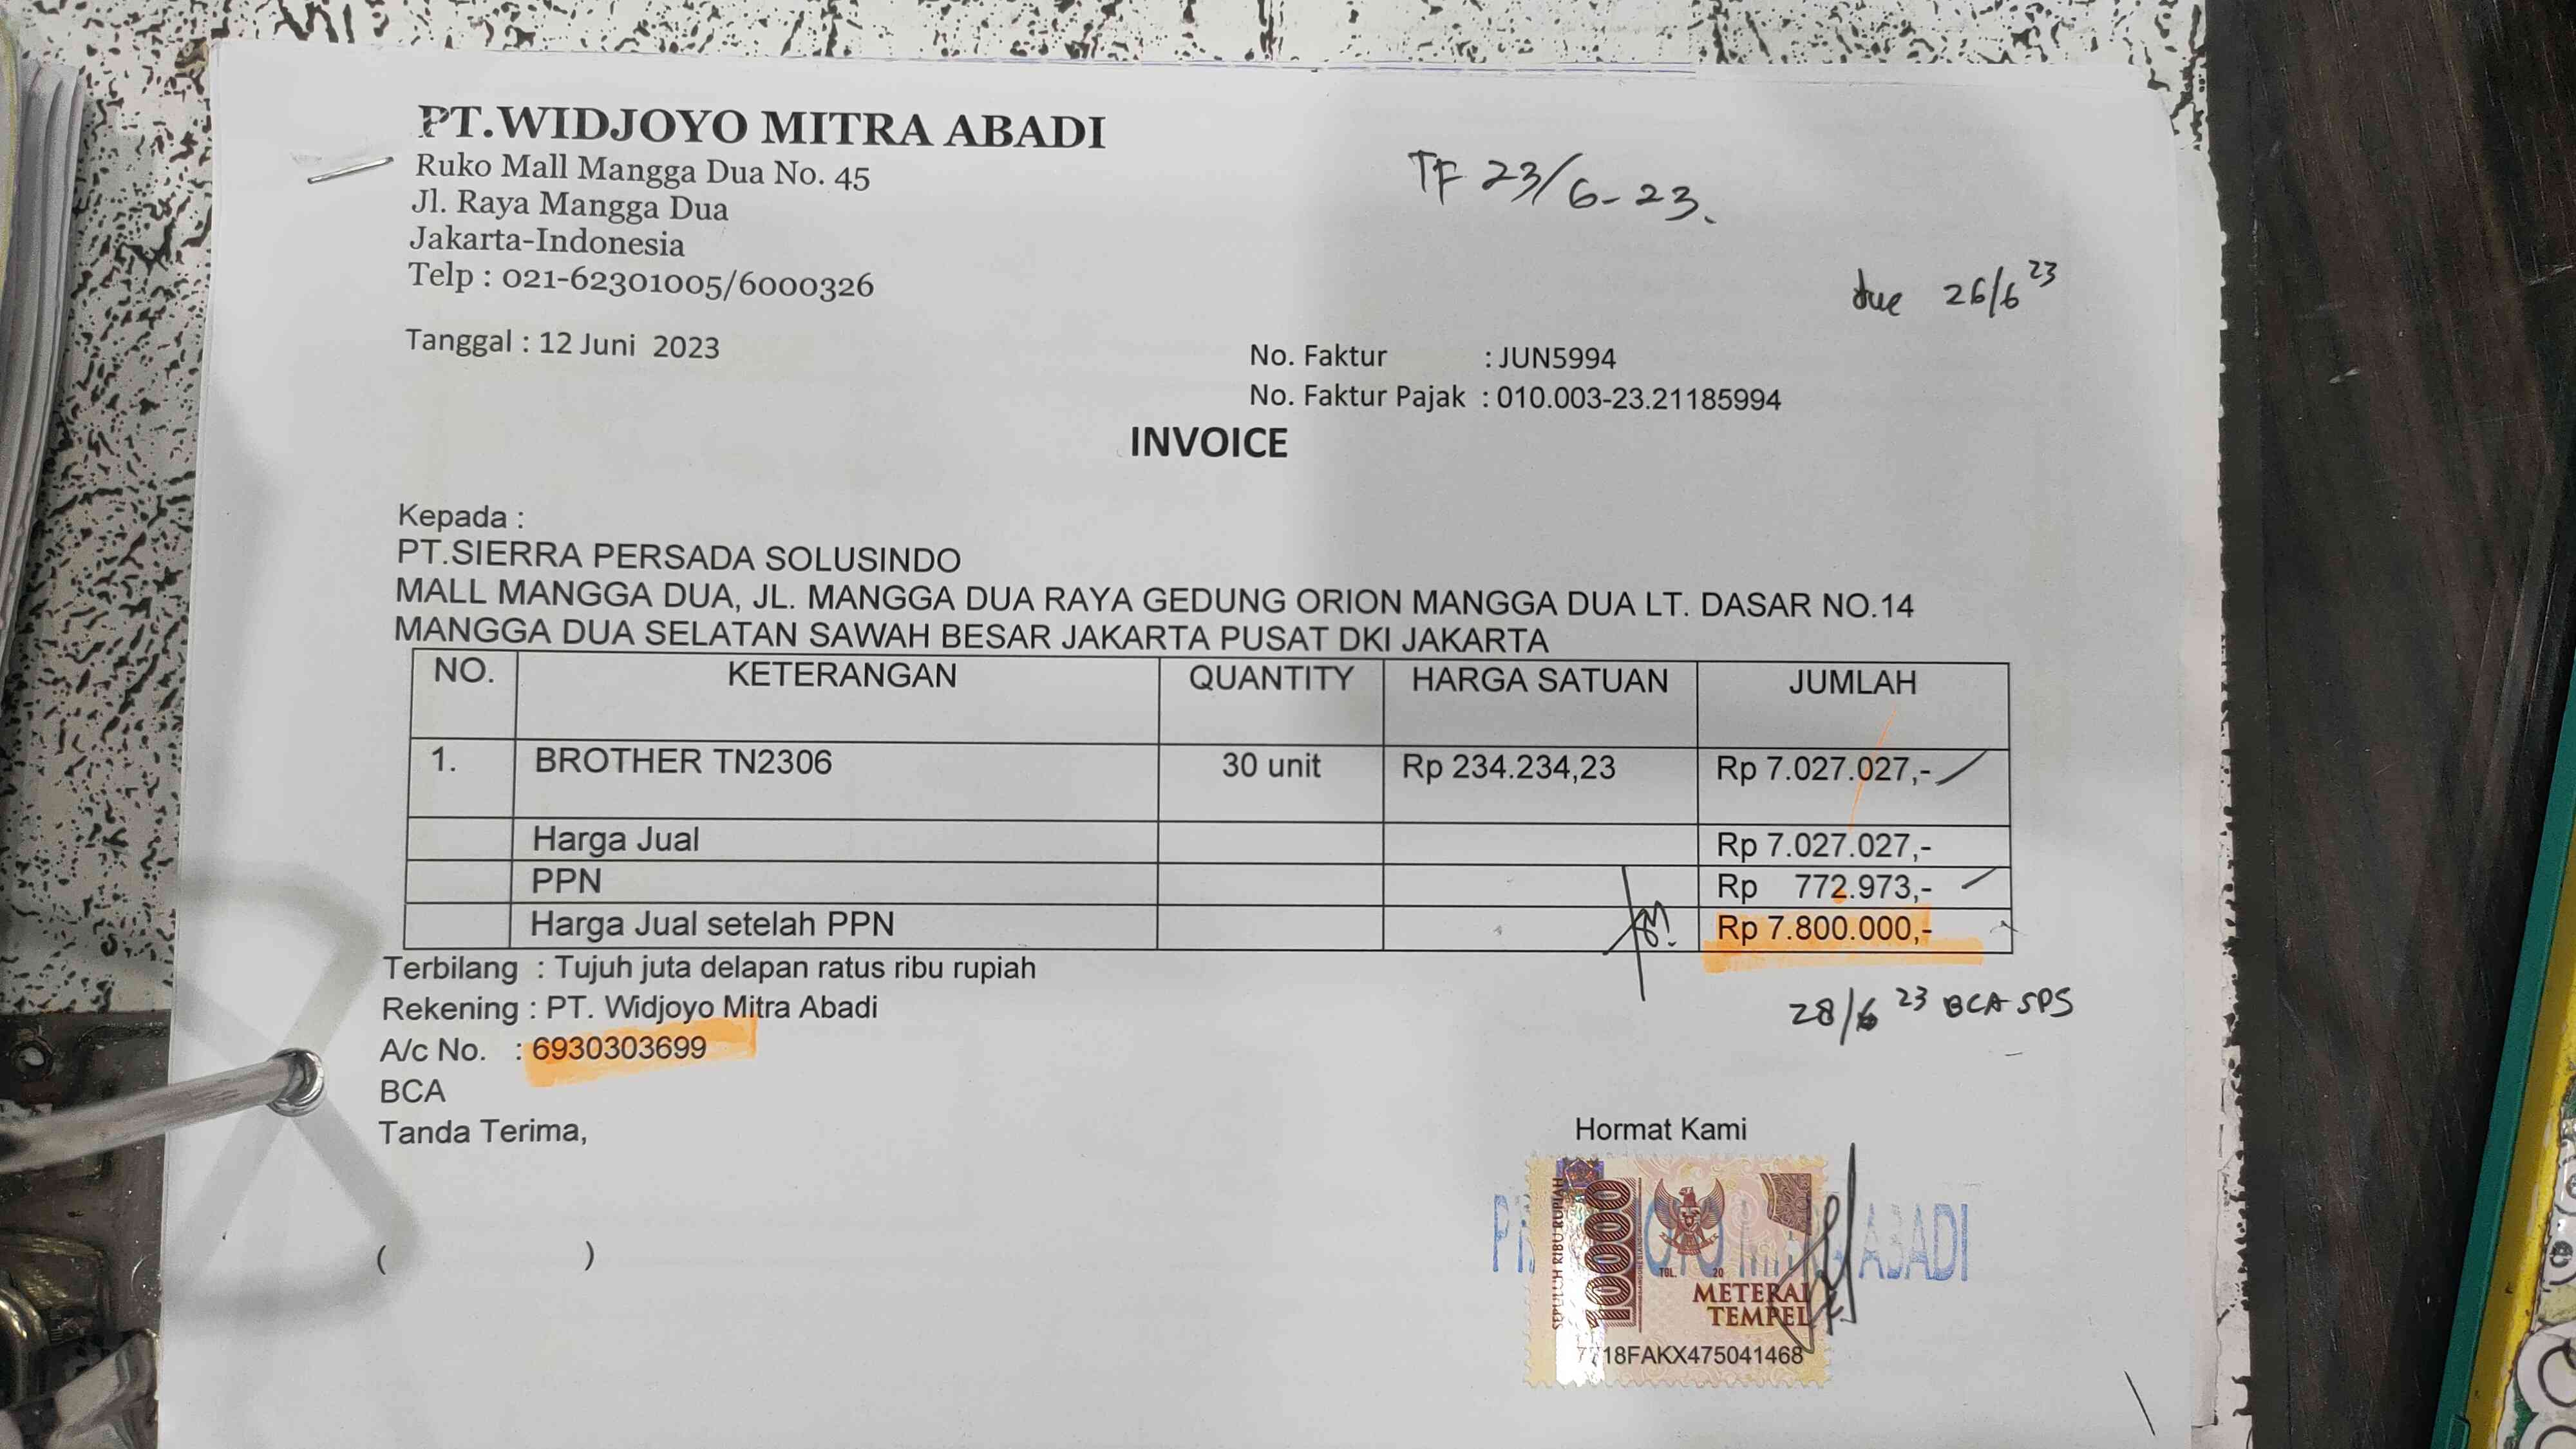 PT.WIDJOYO MITRA ABADI
Ruko Mall Mangga Dua No. 45
Jl. Raya Mangga Dua
Jakarta-Indonesia
Telp : 021-62301005/6000326
TF 23/6-23.
due 26/6 23
Tanggal : 12 Juni 2023
No. Faktur : JUN5994
No. Faktur Pajak : 010.003-23.21185994
INVOICE
Kepada :
PT.SIERRA PERSADA SOLUSINDO
MALL MANGGA DUA, JL. MANGGA DUA RAYA GEDUNG ORION MANGGA DUA LT. DASAR NO.14
MANGGA DUA SELATAN SAWAH BESAR JAKARTA PUSAT DKI JAKARTA
NO. KETERANGAN QUANTITY HARGA SATUAN JUMLAH
1. BROTHER TN2306 30 unit Rp 234.234,23 Rp 7.027.027,-
Harga Jual Rp 7.027.027,-
PPN Rp 772.973,-
Harga Jual setelah PPN Rp 7.800.000,-
Terbilang : Tujuh juta delapan ratus ribu rupiah
Rekening : PT. Widjoyo Mitra Abadi
28/6 23 BCA SPS
A/c No. : 6930303699
BCA
Tanda Terima,
Hormat Kami
( )
ABADI
SEPULUH RIBU RUPIAH
10000
TGL. 20
METERAI
TEMPEL
7718FAKX475041468